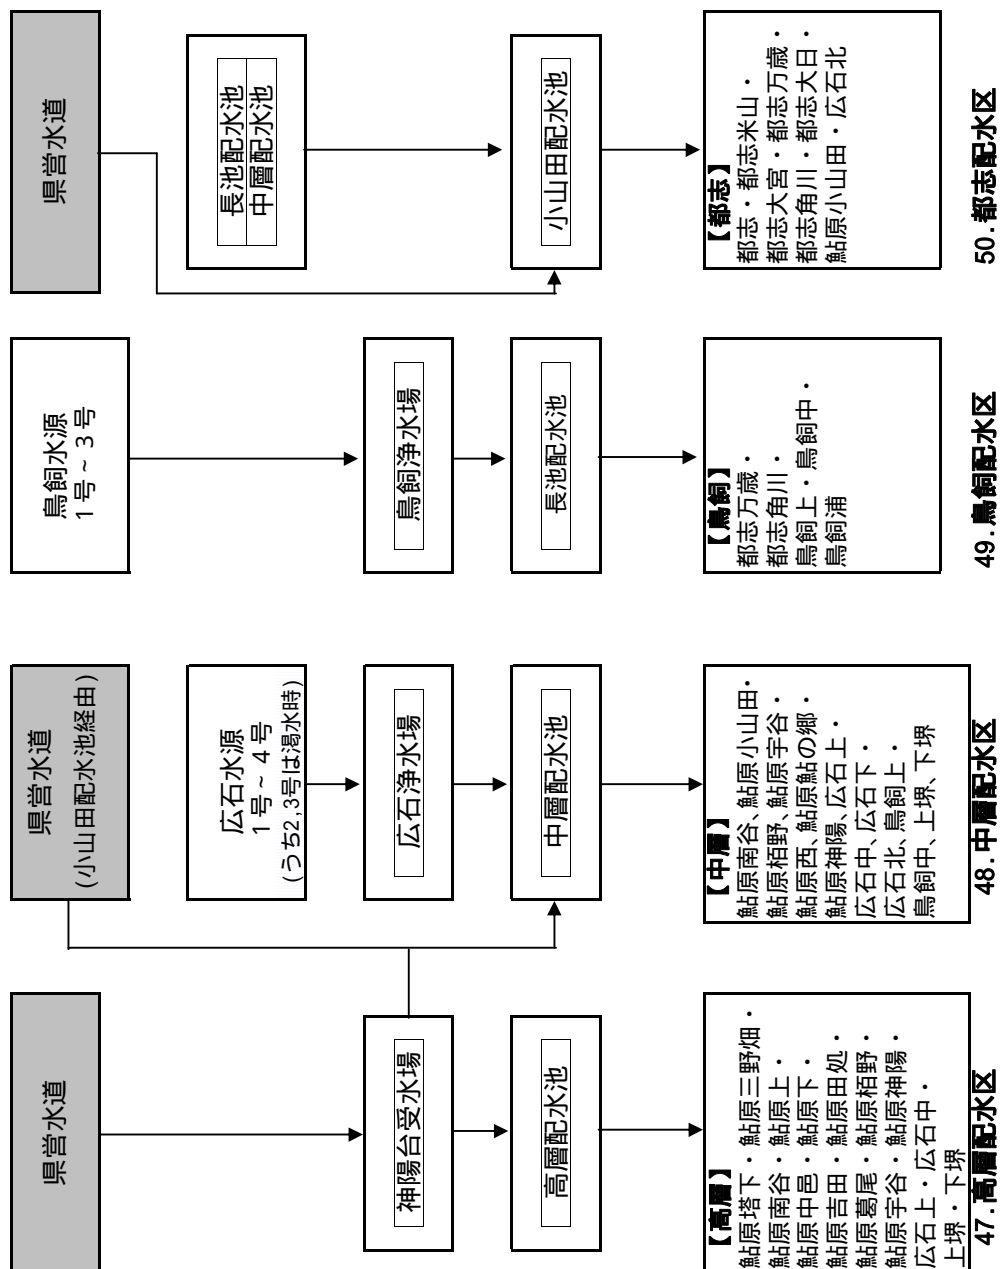 47.高層配水区
県営水道
神陽台受水場
高層配水池
【高層】
鮎原塔下・鮎原三野畑・
鮎原南谷・鮎原上・
鮎原中邑・鮎原下・
鮎原吉田・鮎原田処・
鮎原葛尾・鮎原栢野・
鮎原宇谷・鮎原神陽・
広石上・広石中・
上堺・下堺
48.中層配水区
県営水道
(小山田配水池経由)
広石水源
1号~4号
(うち2,3号は渇水時)
広石浄水場
中層配水池
【中層】
鮎原南谷、鮎原小山田・
鮎原栢野、鮎原宇谷・
鮎原西、鮎原鮎の郷・
鮎原神陽、広石上・
広石中、広石下・
広石北、鳥飼上・
鳥飼中、上堺、下堺
49.鳥飼配水区
鳥飼水源
1号~3号
鳥飼浄水場
長池配水池
【鳥飼】
都志万歳・
都志角川・
鳥飼上・鳥飼中・
鳥飼浦
50.都志配水区
県営水道
長池配水池
中層配水池
小山田配水池
【都志】
都志・都志米山・
都志大宮・都志万歳・
都志角川・都志大日・
鮎原小山田・広石北